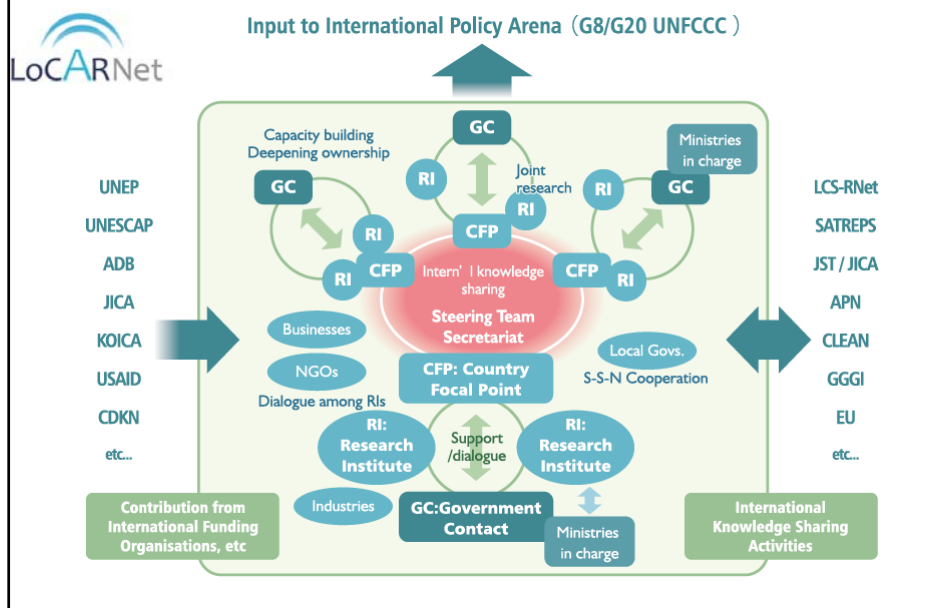 Input to International Policy Arena (G8/G20 UNFCCC )
LoCARNet
GC
Capacity building
Deepening ownership
Ministries
in charge
GC
RI
Joint
research
RI
GC
RI
RI
CFP
RI
CFP
Intern' l knowledge
sharing
CFP
RI
Steering Team
Secretariat
UNEP
UNESCAP
ADB
JICA
KOICA
USAID
CDKN
etc...
LCS-RNet
SATREPS
JST / JICA
APN
CLEAN
GGGI
EU
etc...
Businesses
NGOs
Dialogue among RIs
Local Govs.
S-S-N Cooperation
CFP: Country
Focal Point
RI:
Research
Institute
Support
/dialogue
RI:
Research
Institute
Industries
GC:Government
Contact
Ministries
in charge
Contribution from
International Funding
Organisations, etc
International
Knowledge Sharing
Activities